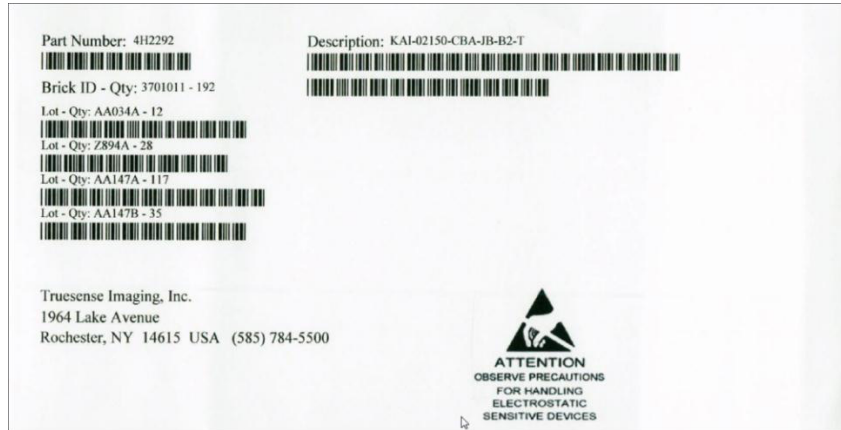 Part Number: 4H2292
Description: KAI-02150-CBA-JB-B2-T
Brick ID - Qty: 3701011 - 192
Lot - Qty: AA034A - 12
Lot - Qty: Z894A - 28
Lot - Qty: AA147A - 117
Lot - Qty: AA147B - 35
Truesense Imaging, Inc.
1964 Lake Avenue
Rochester, NY 14615 USA (585) 784-5500
ATTENTION
OBSERVE PRECAUTIONS
FOR HANDLING
ELECTROSTATIC
SENSITIVE DEVICES